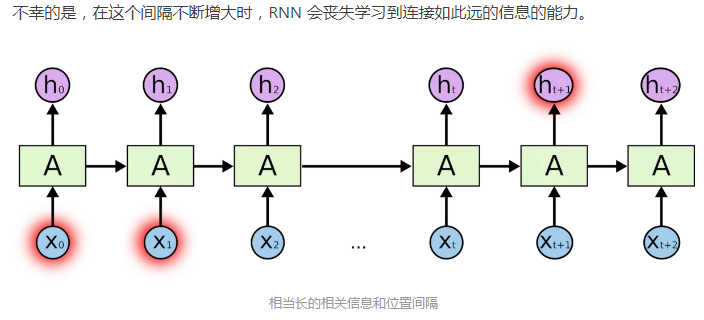 不幸的是，在这个间隔不断增大时，RNN 会丧失学习到连接如此远的信息的能力。
h0 h1 h2 ht ht+1 ht+2
A A A A A A
x0 x1 x2 ... xt xt+1 xt+2
相当长的相关信息和位置间隔